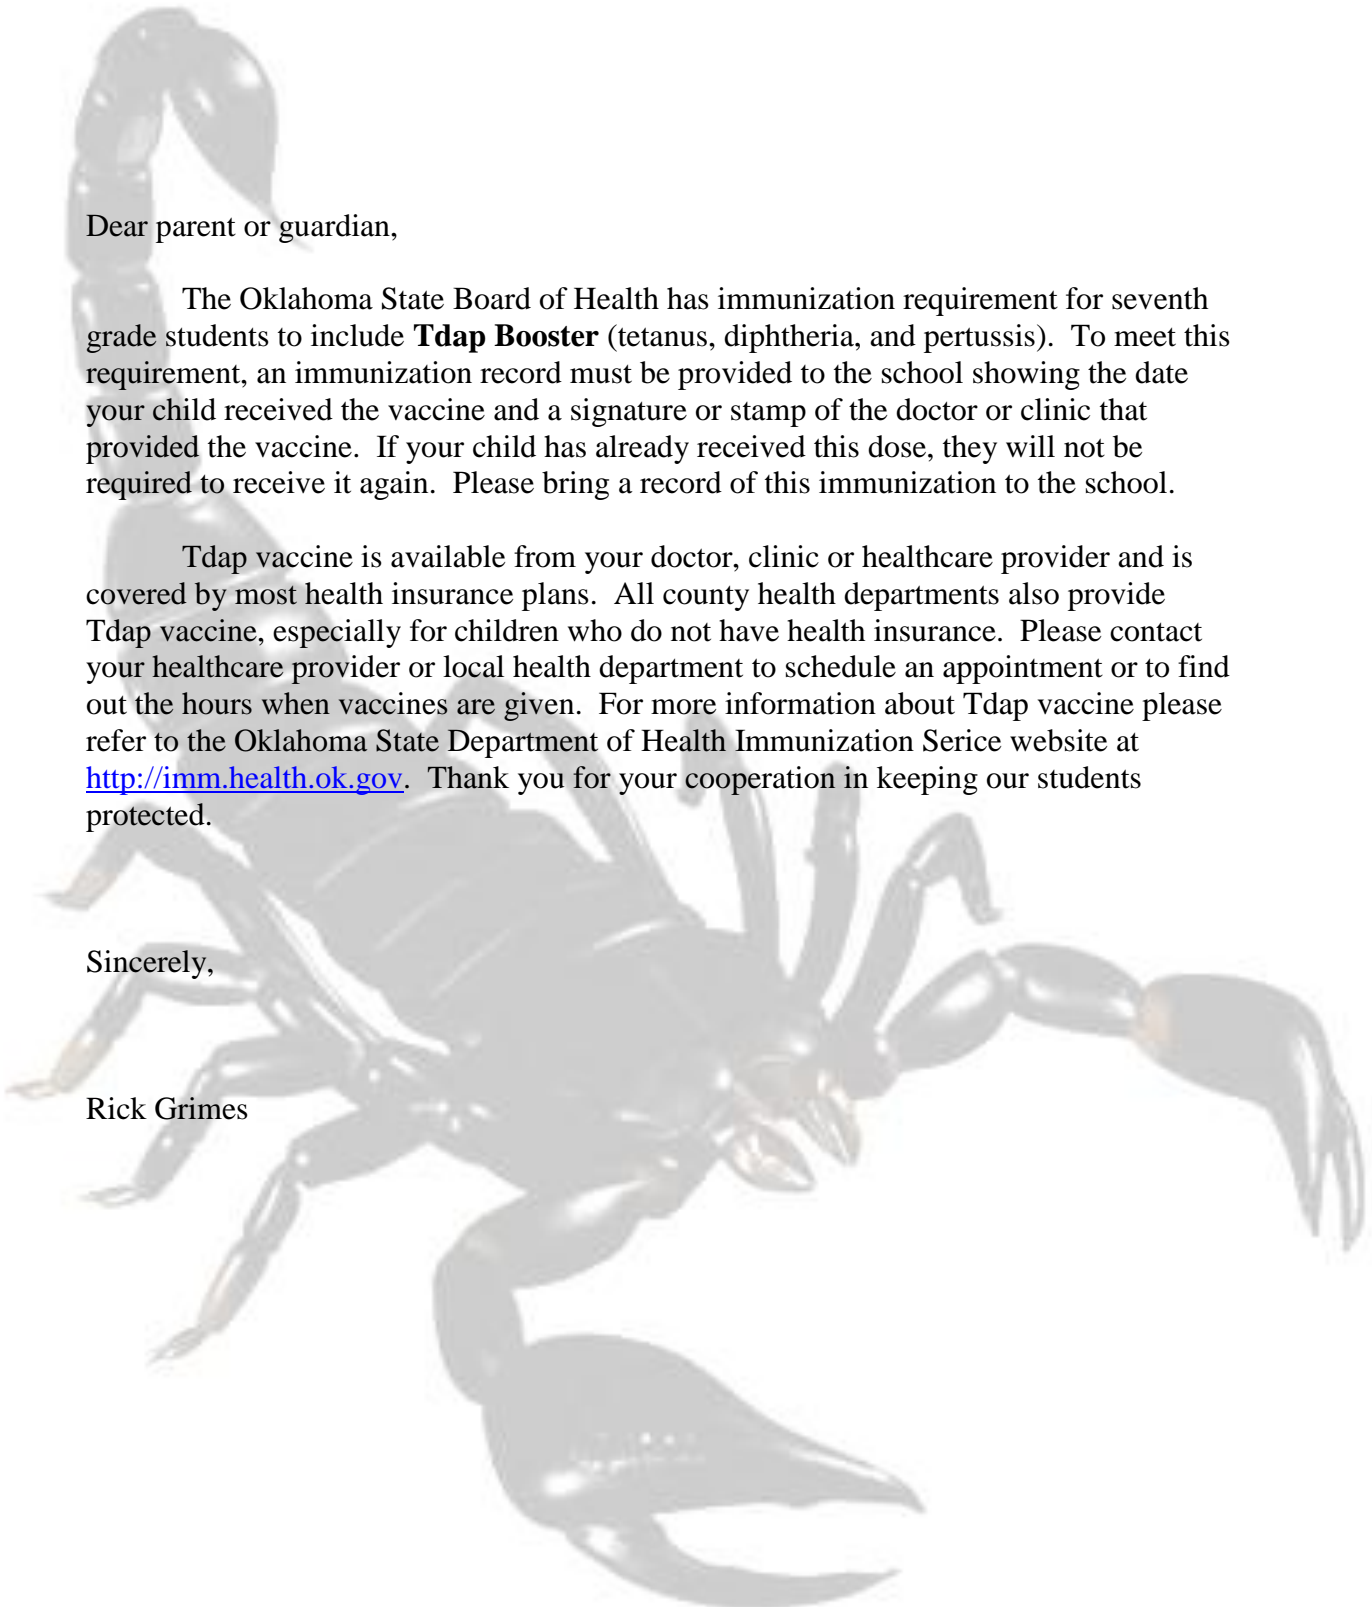 Dear parent or guardian,
The Oklahoma State Board of Health has immunization requirement for seventh
grade students to include Tdap Booster (tetanus, diphtheria, and pertussis).  To meet this
requirement, an immunization record must be provided to the school showing the date
your child received the vaccine and a signature or stamp of the doctor or clinic that
provided the vaccine.  If your child has already received this dose, they will not be
required to receive it again.  Please bring a record of this immunization to the school.
Tdap vaccine is available from your doctor, clinic or healthcare provider and is
covered by most health insurance plans.  All county health departments also provide
Tdap vaccine, especially for children who do not have health insurance.  Please contact
your healthcare provider or local health department to schedule an appointment or to find
out the hours when vaccines are given.  For more information about Tdap vaccine please
refer to the Oklahoma State Department of Health Immunization Serice website at
http://imm.health.ok.gov.  Thank you for your cooperation in keeping our students
protected.
Sincerely,
Rick Grimes